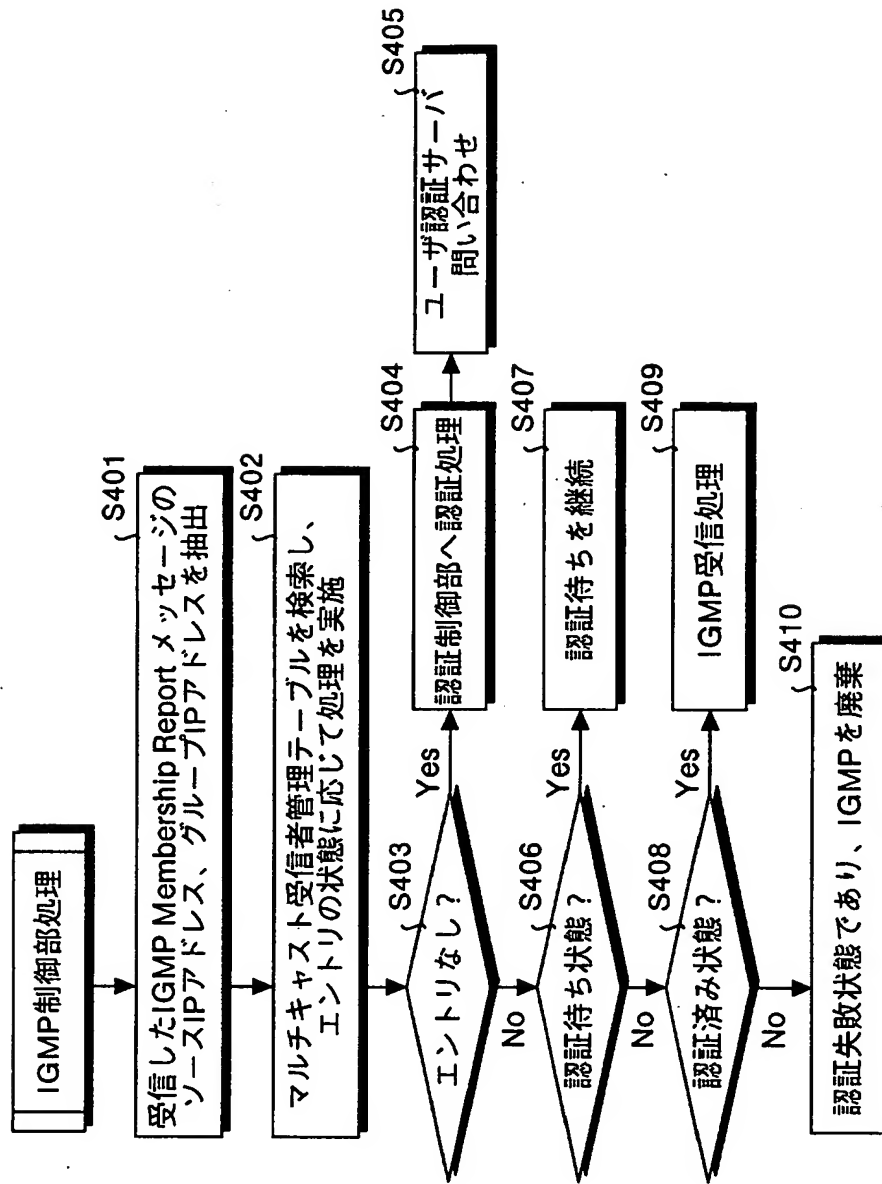 IGMP制御部処理
S401
受信したIGMP Membership Report メッセージの
ソースIPアドレス、グループIPアドレスを抽出
S402
マルチキャスト受信者管理テーブルを検索し、
エントリの状態に応じて処理を実施
S403
エントリなし？
Yes
S404
認証制御部へ認証処理
S405
ユーザ認証サーバ
問い合わせ
No
S406
認証待ち状態？
Yes
S407
認証待ちを継続
No
S408
認証済み状態？
Yes
S409
IGMP受信処理
No
S410
認証失敗状態であり、IGMPを廃棄